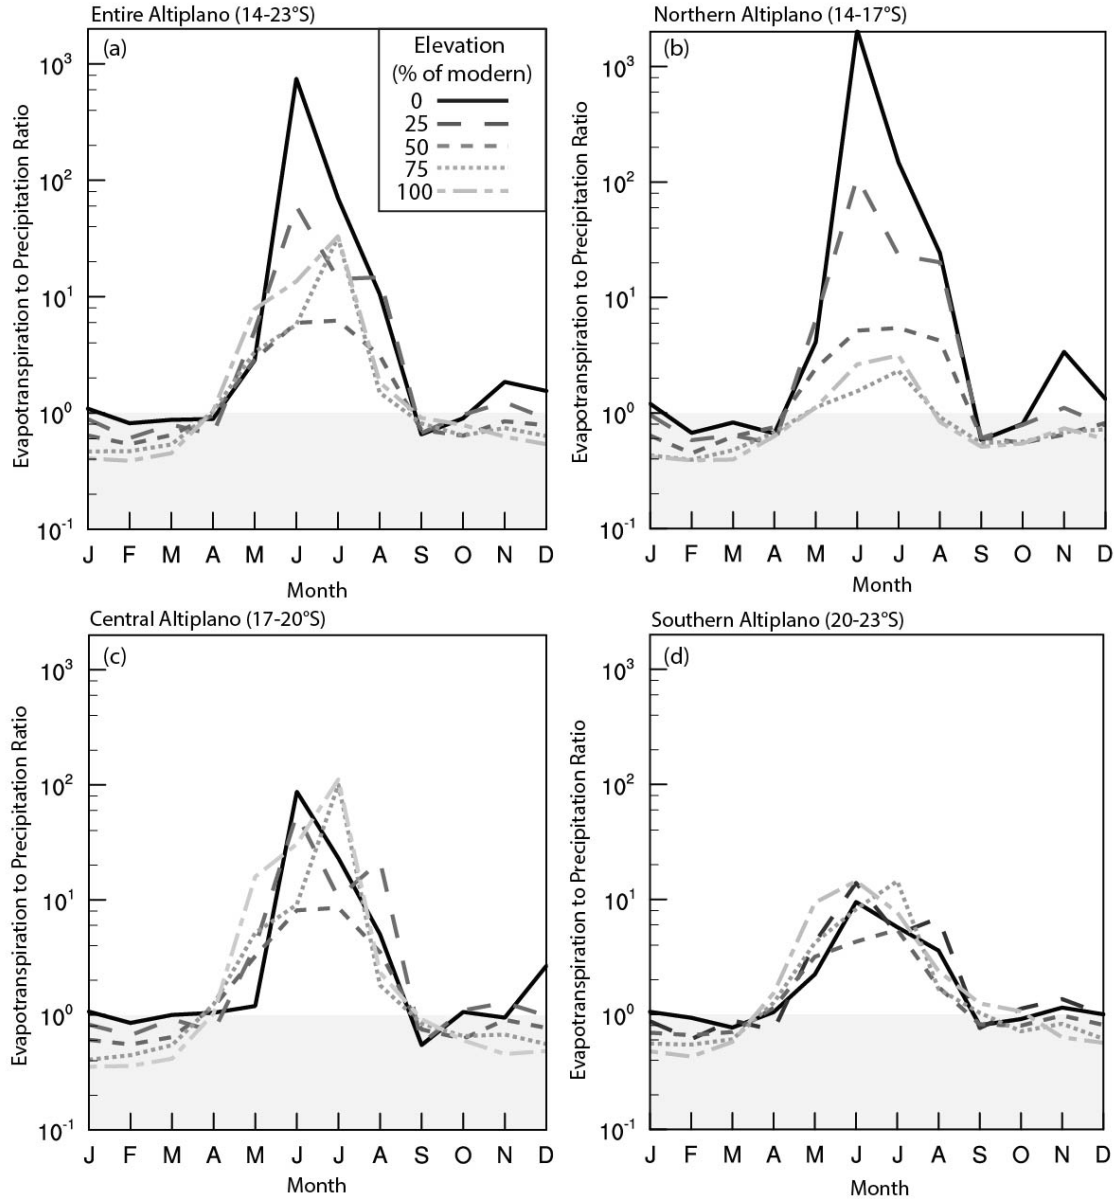 Entire Altiplano (14-23°S)
(a)
Elevation
(% of modern)
0
25
50
75
100
10³
10²
10¹
10⁰
10⁻¹
Evapotranspiration to Precipitation Ratio
J F M A M J J A S O N D
Month
Northern Altiplano (14-17°S)
(b)
10³
10²
10¹
10⁰
10⁻¹
Evapotranspiration to Precipitation Ratio
J F M A M J J A S O N D
Month
Central Altiplano (17-20°S)
(c)
10³
10²
10¹
10⁰
10⁻¹
Evapotranspiration to Precipitation Ratio
J F M A M J J A S O N D
Month
Southern Altiplano (20-23°S)
(d)
10³
10²
10¹
10⁰
10⁻¹
Evapotranspiration to Precipitation Ratio
J F M A M J J A S O N D
Month